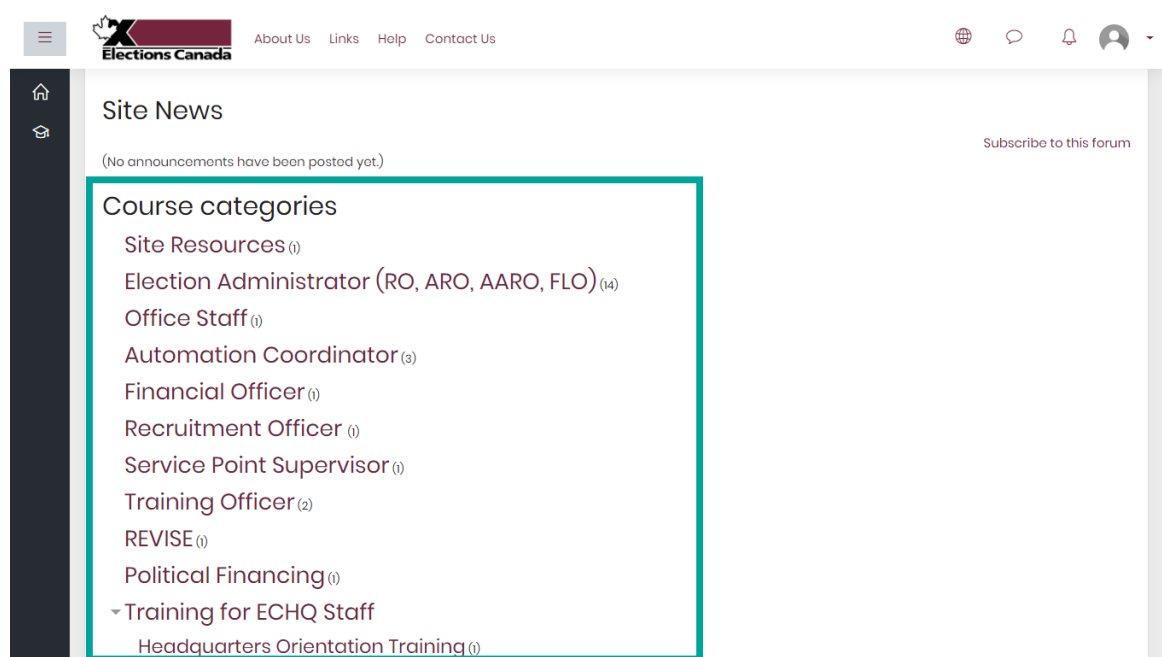 Elections Canada
About Us Links Help Contact Us
Site News
Subscribe to this forum
(No announcements have been posted yet.)
Course categories
Site Resources (1)
Election Administrator (RO, ARO, AARO, FLO) (14)
Office Staff (1)
Automation Coordinator (3)
Financial Officer (1)
Recruitment Officer (1)
Service Point Supervisor (1)
Training Officer (2)
REVISE (1)
Political Financing (1)
Training for ECHQ Staff
Headquarters Orientation Training (1)